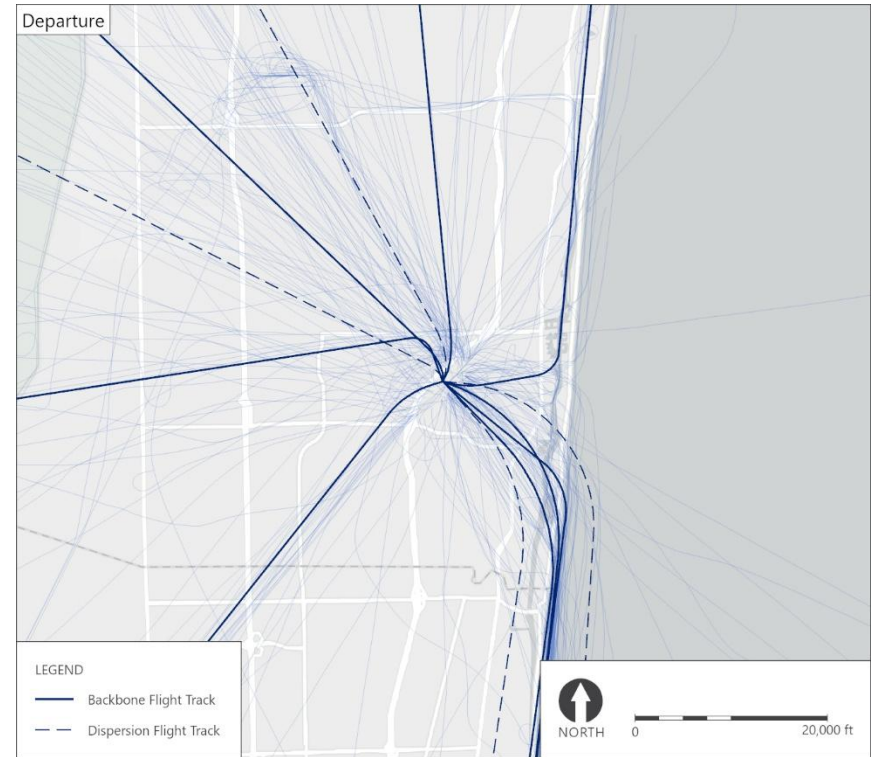 Departure
LEGEND
Backbone Flight Track
Dispersion Flight Track
NORTH
0
20,000 ft